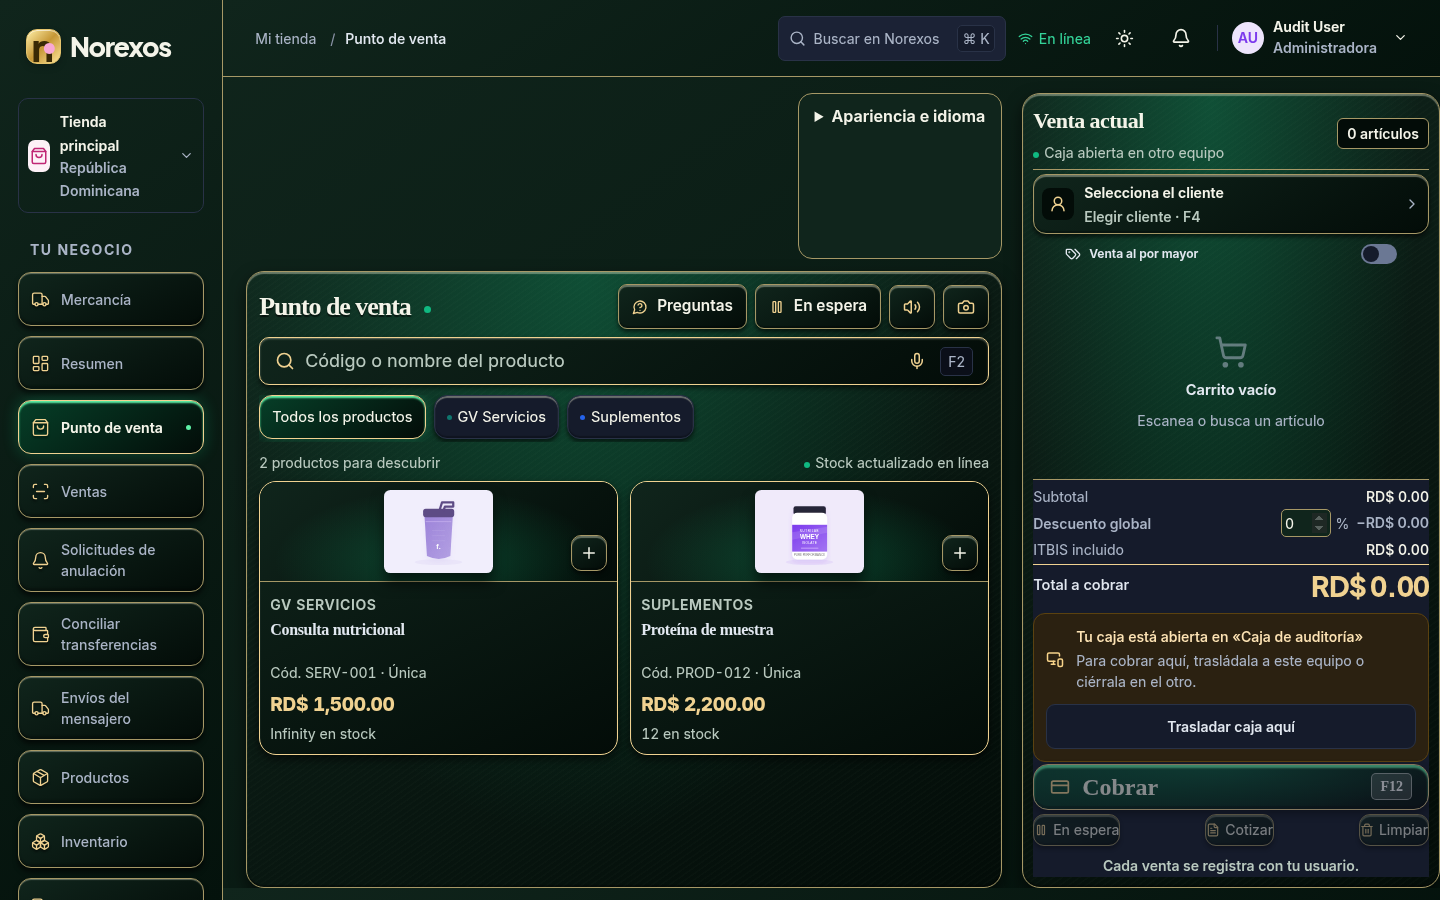 Norexos
Mi tienda / Punto de venta
Buscar en Norexos ⌘ K
En línea
AU
Audit User
Administradora
Tienda
principal
República
Dominicana
TU NEGOCIO
Mercancía
Resumen
Punto de venta
Ventas
Solicitudes de
anulación
Conciliar
transferencias
Envíos del
mensajero
Productos
Inventario
Apariencia e idioma
Punto de venta
Preguntas
En espera
Código o nombre del producto
F2
Todos los productos
GV Servicios
Suplementos
2 productos para descubrir
Stock actualizado en línea
GV SERVICIOS
Consulta nutricional
Cód. SERV-001 · Única
RD$ 1,500.00
Infinity en stock
WHEY
SUPLEMENTOS
Proteína de muestra
Cód. PROD-012 · Única
RD$ 2,200.00
12 en stock
Venta actual
0 artículos
Caja abierta en otro equipo
Selecciona el cliente
Elegir cliente · F4
Venta al por mayor
Carrito vacío
Escanea o busca un artículo
Subtotal RD$ 0.00
Descuento global 0 % −RD$ 0.00
ITBIS incluido RD$ 0.00
Total a cobrar RD$ 0.00
Tu caja está abierta en «Caja de auditoría»
Para cobrar aquí, trasládala a este equipo o
ciérrala en el otro.
Trasladar caja aquí
Cobrar F12
En espera
Cotizar
Limpiar
Cada venta se registra con tu usuario.